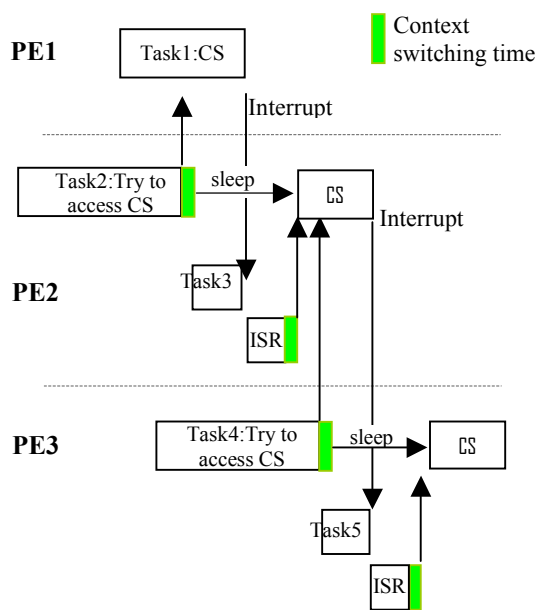 PE1
Task1:CS
Context
switching time
Interrupt
Task2:Try to
access CS
sleep
CS
Interrupt
PE2
Task3
ISR
PE3
Task4:Try to
access CS
sleep
CS
Task5
ISR